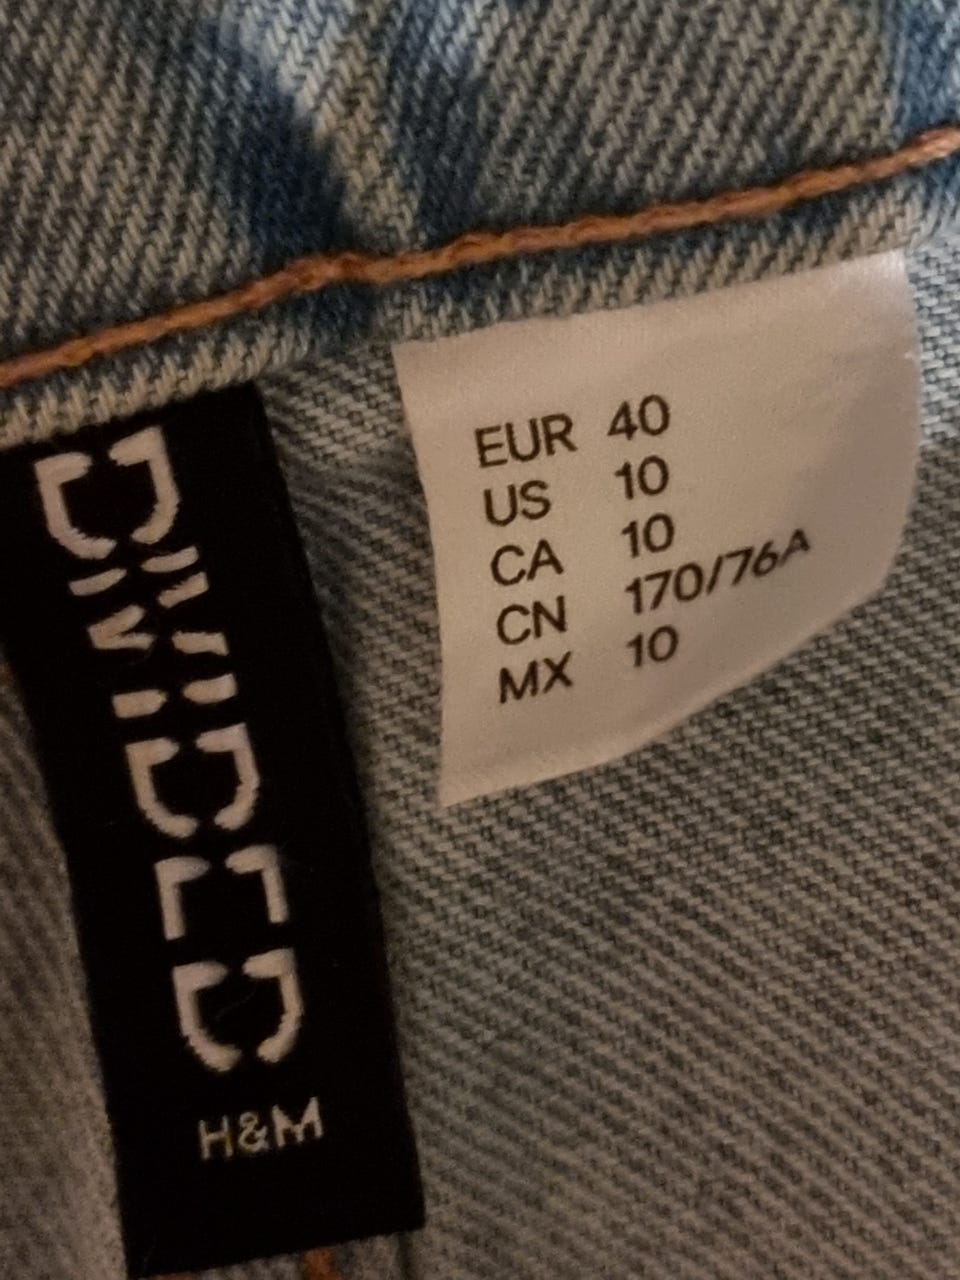 DIVIDED
H&M
EUR 40
US 10
CA 10
CN 170/76A
MX 10